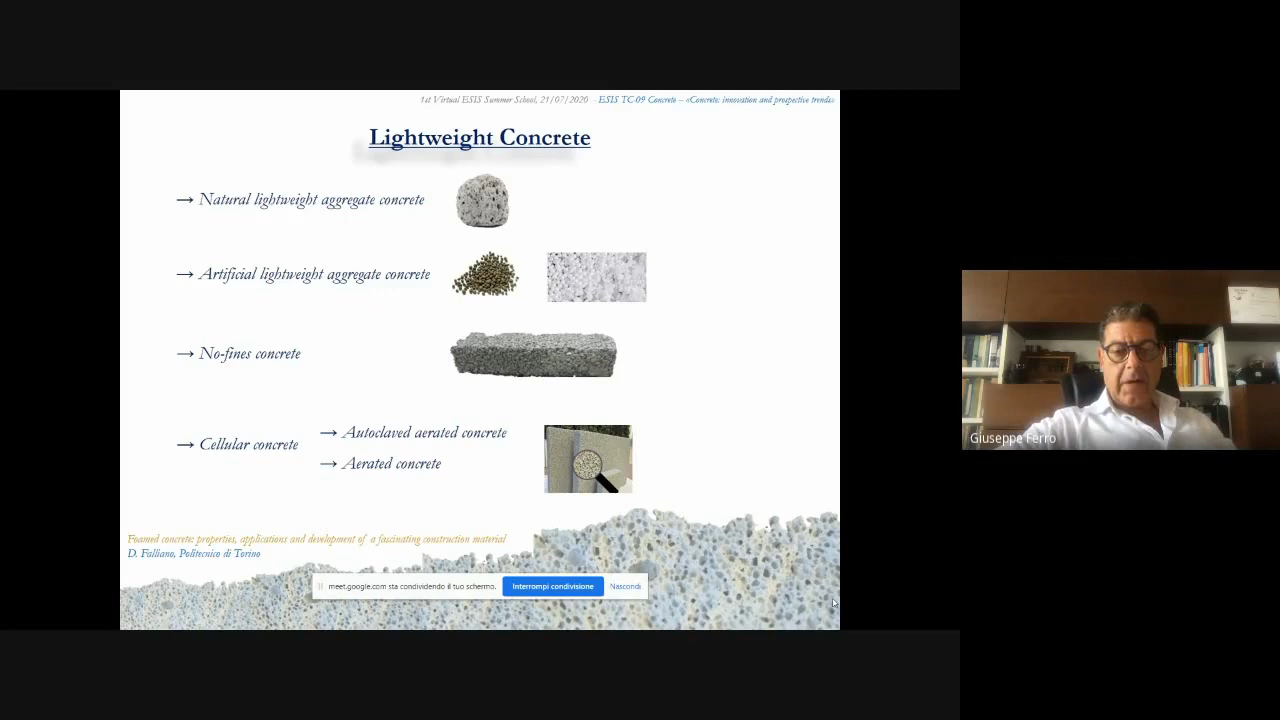 1st Virtual ESIS Summer School, 21/07/2020 - ESIS TC-09 Concrete – «Concrete: innovation and prospective trends»
Lightweight Concrete
→ Natural lightweight aggregate concrete
→ Artificial lightweight aggregate concrete
→ No-fines concrete
→ Cellular concrete
→ Autoclaved aerated concrete
→ Aerated concrete
Giuseppe Ferro
Foamed concrete: properties, applications and development of a fascinating construction material
D. Falliano, Politecnico di Torino
meet.google.com sta condividendo il tuo schermo. Interrompi condivisione Nascondi